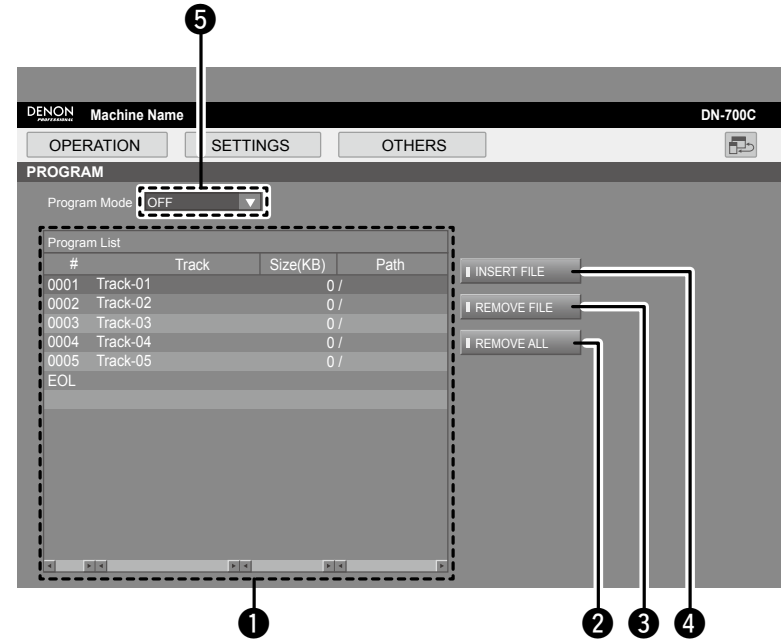 5
DENON PROFESSIONAL Machine Name DN-700C
OPERATION SETTINGS OTHERS
PROGRAM
Program Mode OFF
Program List
# Track Size(KB) Path
0001 Track-01 0 /
0002 Track-02 0 /
0003 Track-03 0 /
0004 Track-04 0 /
0005 Track-05 0 /
EOL
INSERT FILE
REMOVE FILE
REMOVE ALL
1 2 3 4